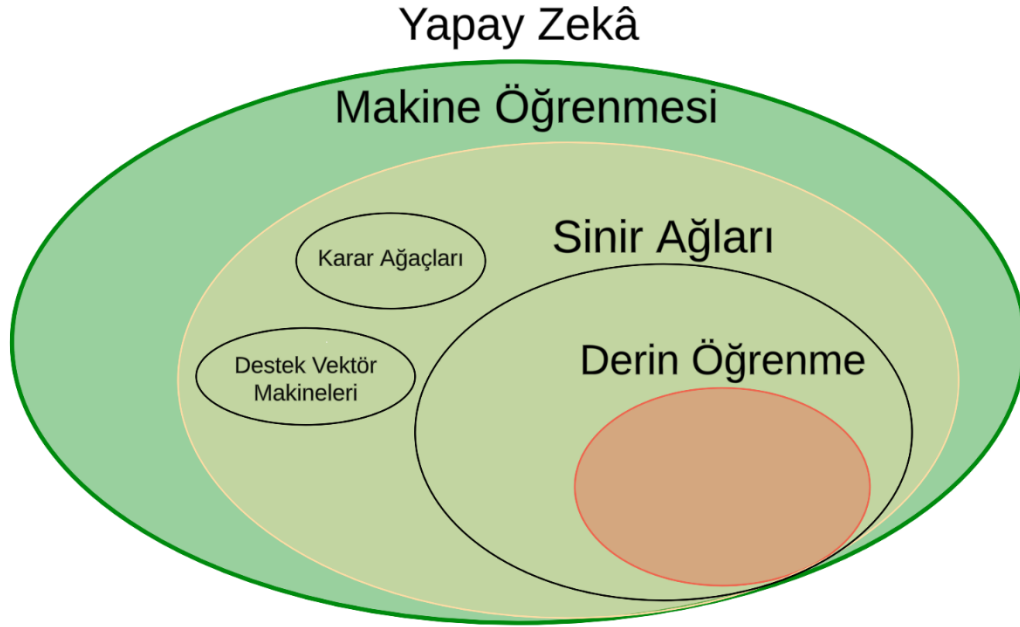 Yapay Zekâ
Makine Öğrenmesi
Sinir Ağları
Karar Ağaçları
Derin Öğrenme
Destek Vektör
Makineleri